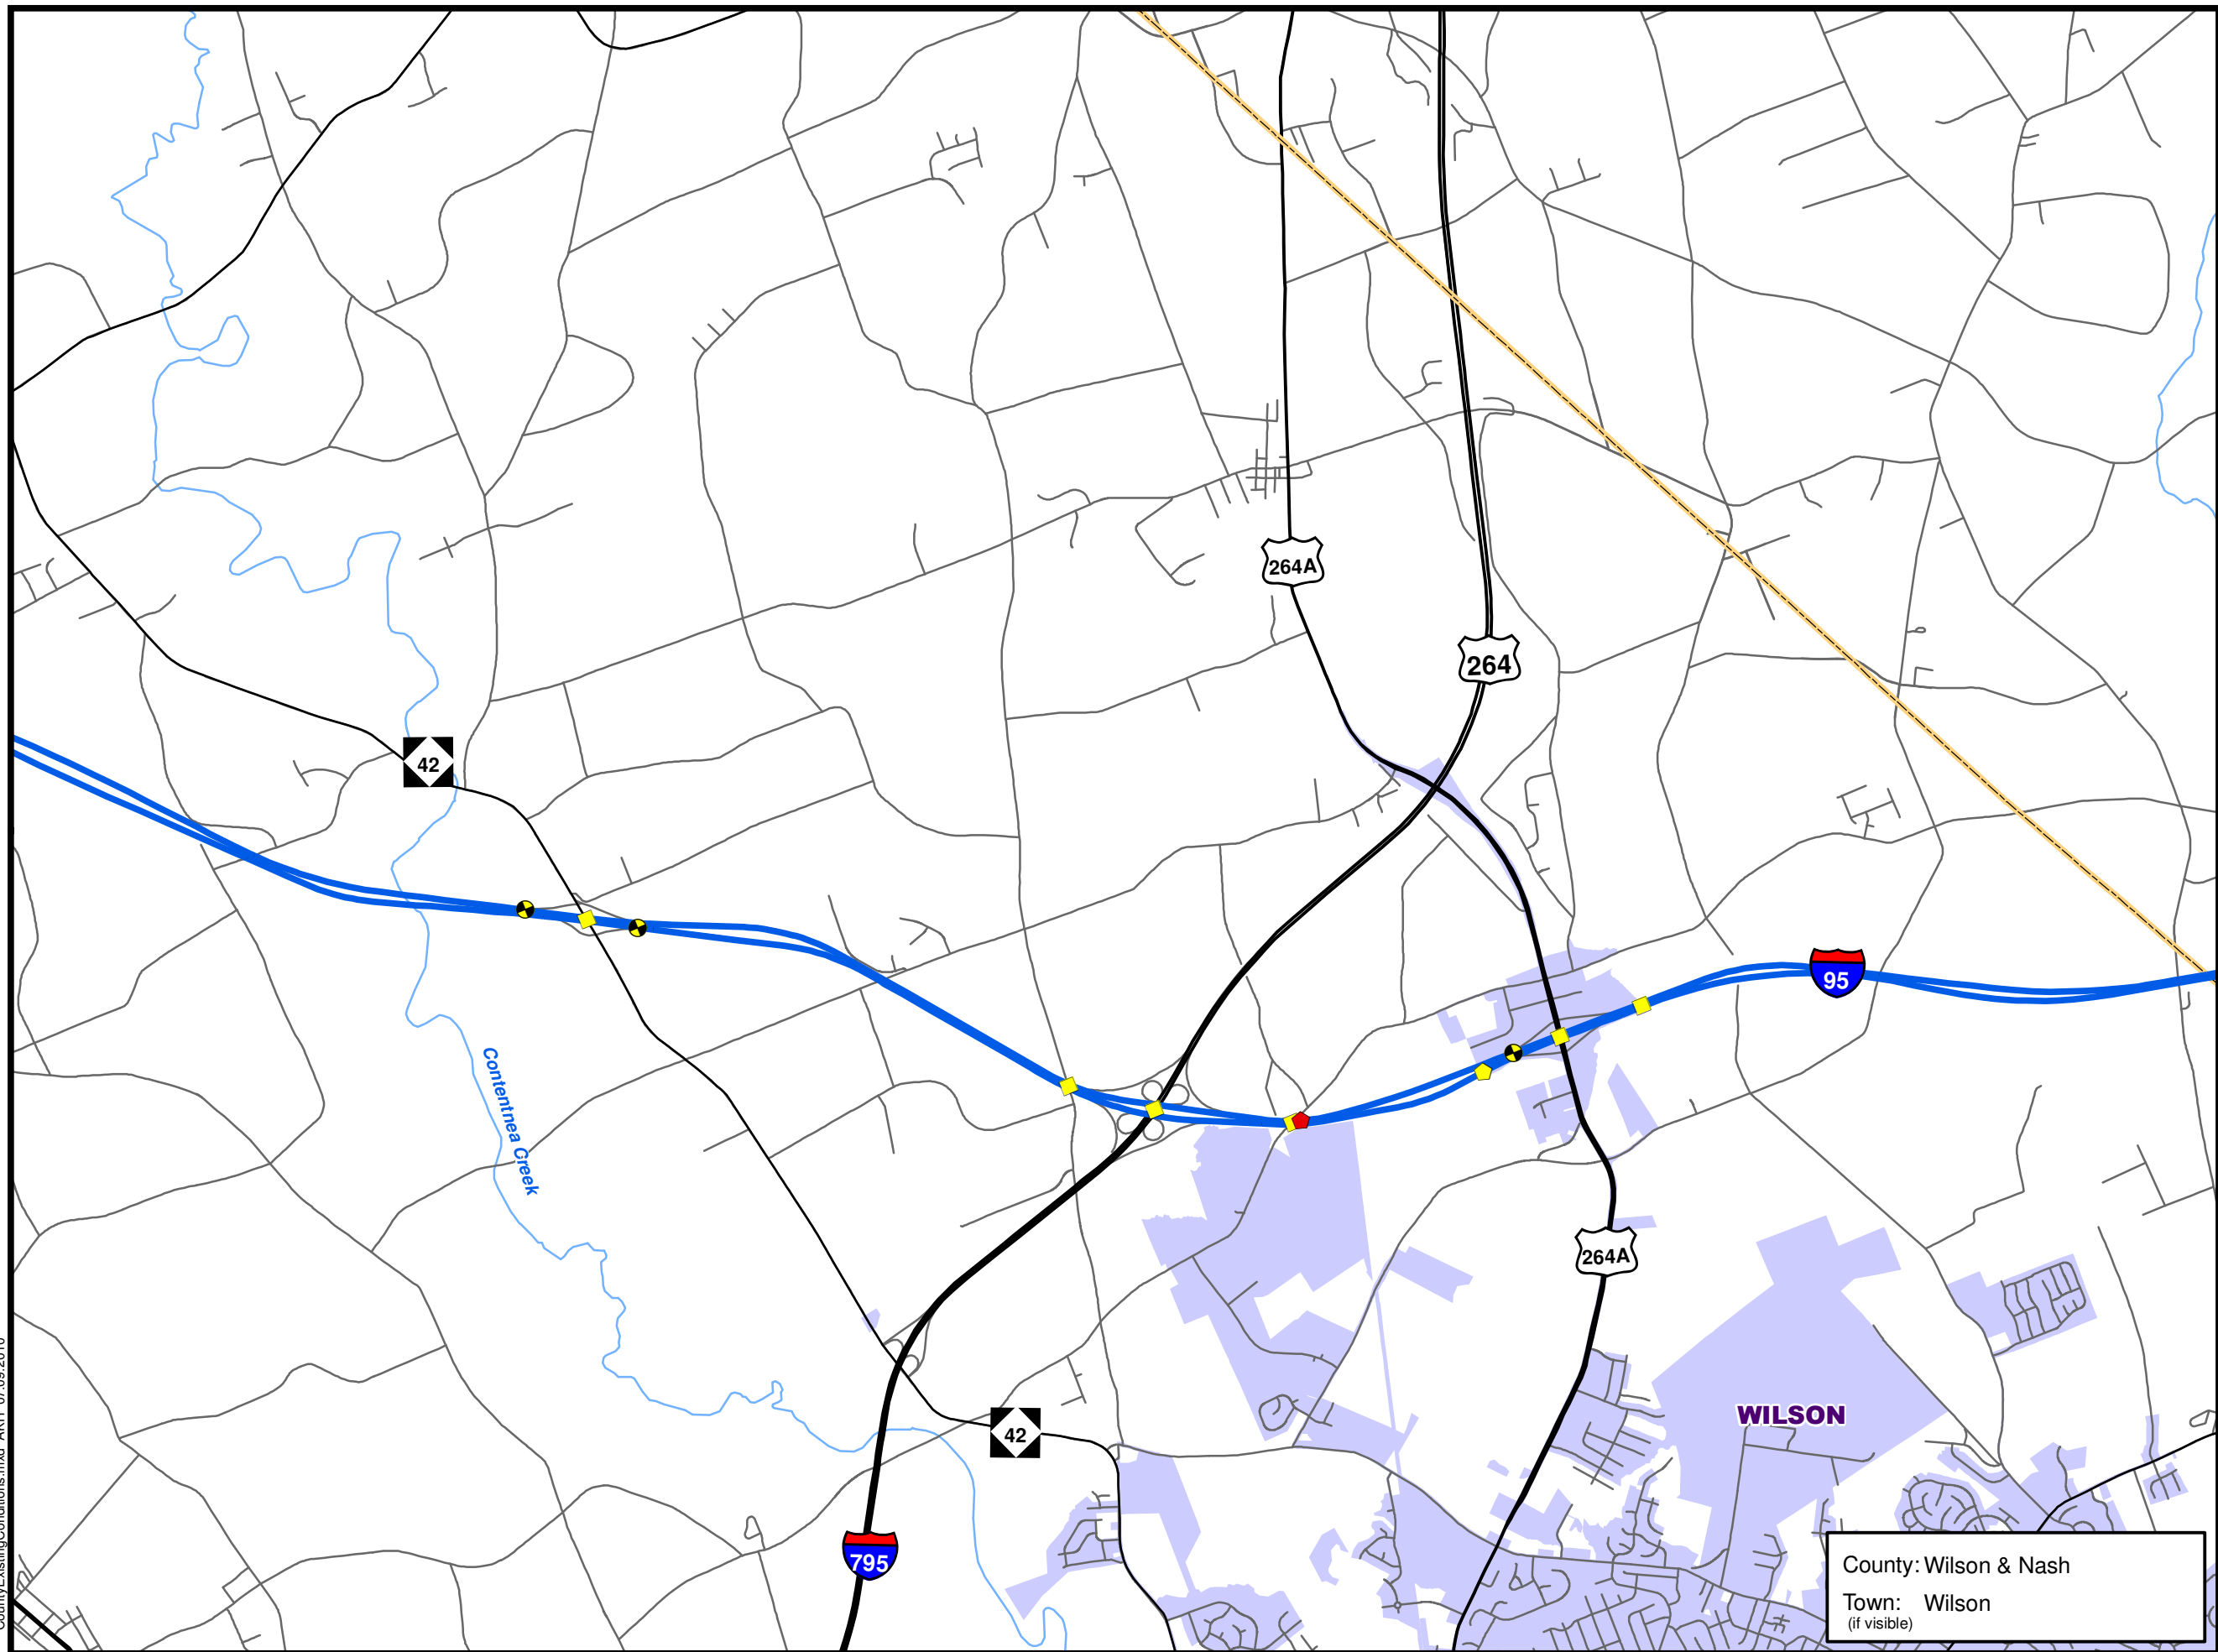 264A
264
42
95
Contentnea Creek
264A
WILSON
42
795
County: Wilson & Nash
Town: Wilson
(if visible)